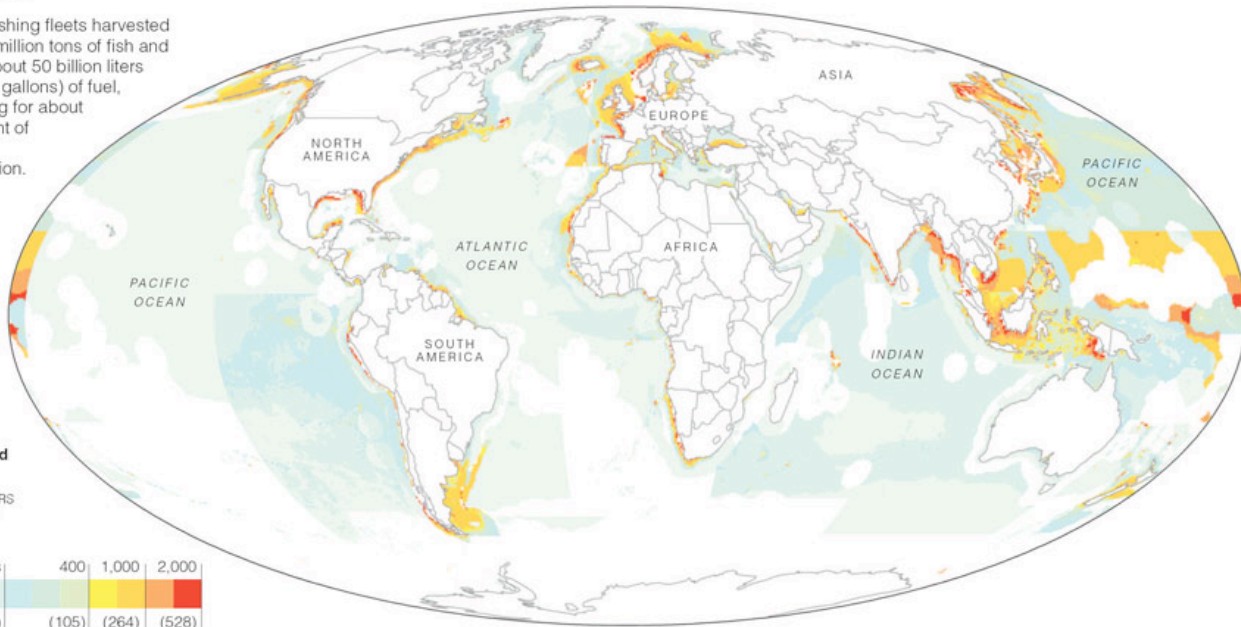 shing fleets harvested
million tons of fish and
out 50 billion liters
gallons) of fuel,
g for about
nt of
ion.
ASIA
EUROPE
NORTH
AMERICA
PACIFIC
OCEAN
ATLANTIC
OCEAN
AFRICA
PACIFIC
OCEAN
SOUTH
AMERICA
INDIAN
OCEAN
d
RS
400 1,000 2,000
(105) (264) (528)